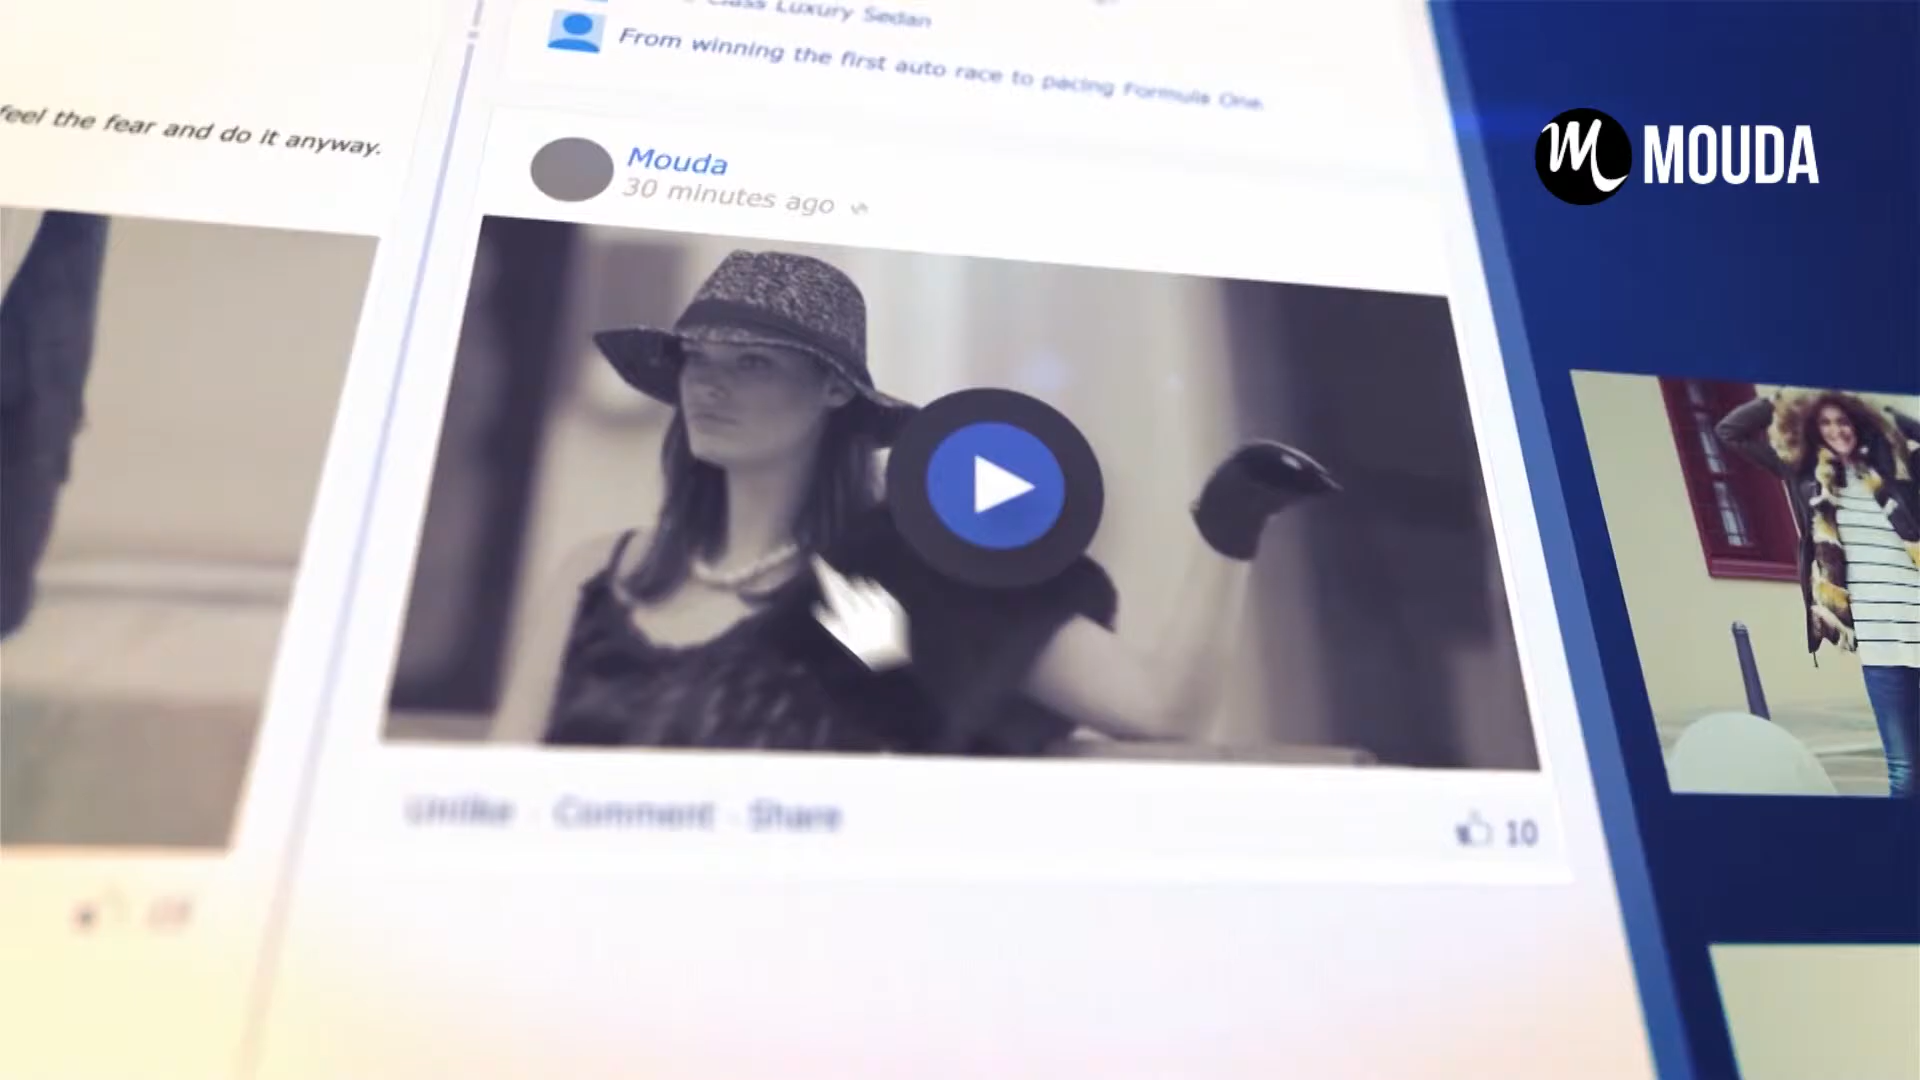 Class Luxury Sedan
From winning the first auto race to pacing Formula One.
feel the fear and do it anyway.
M MOUDA
Mouda
30 minutes ago
Unlike · Comment · Share
10